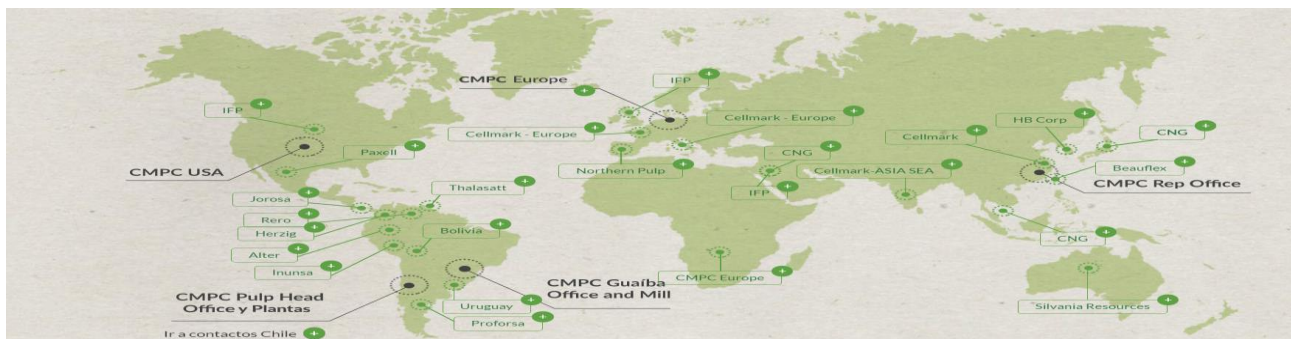 CMPC Europe
IFP
IFP
Cellmark - Europe
HB Corp
Cellmark - Europe
Cellmark
CNG
Paxell
CNG
CMPC USA
Northern Pulp
Cellmark-ASIA SEA
Beauflex
CMPC Rep Office
Thalasatt
IFP
Jorosa
Rero
Herzig
Bolivia
CNG
Alter
Inunsa
CMPC Europe
CMPC Guaíba
Office and Mill
CMPC Pulp Head
Office y Plantas
Uruguay
Silvania Resources
Proforsa
Ir a contactos Chile